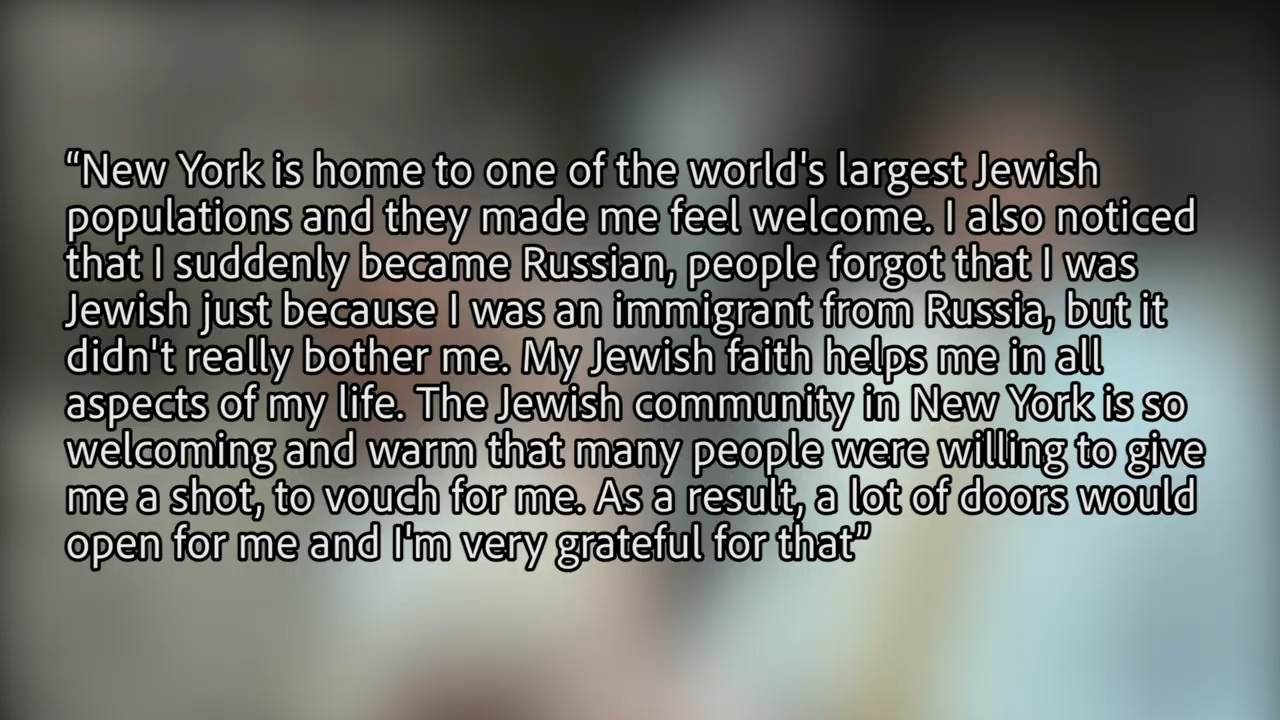 “New York is home to one of the world's largest Jewish
populations and they made me feel welcome. I also noticed
that I suddenly became Russian, people forgot that I was
Jewish just because I was an immigrant from Russia, but it
didn't really bother me. My Jewish faith helps me in all
aspects of my life. The Jewish community in New York is so
welcoming and warm that many people were willing to give
me a shot, to vouch for me. As a result, a lot of doors would
open for me and I'm very grateful for that”